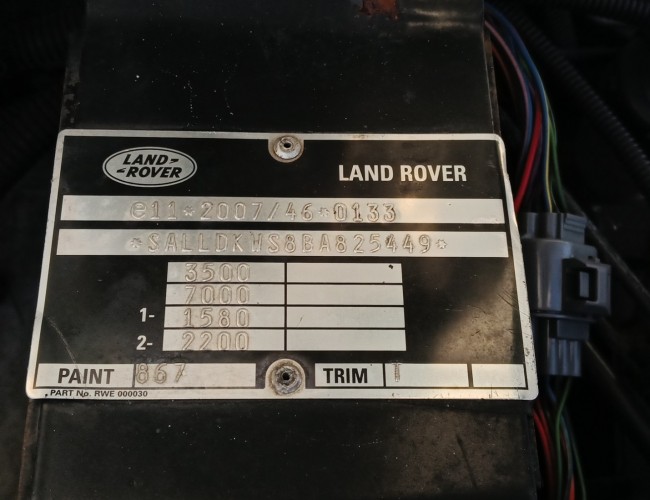 LAND-
-ROVER
LAND ROVER
e11*2007/46*0133
*SALLDKWS8BA825449*
3500
7000
1- 1580
2- 2200
PAINT 867 TRIM
PART No. RWE 000030